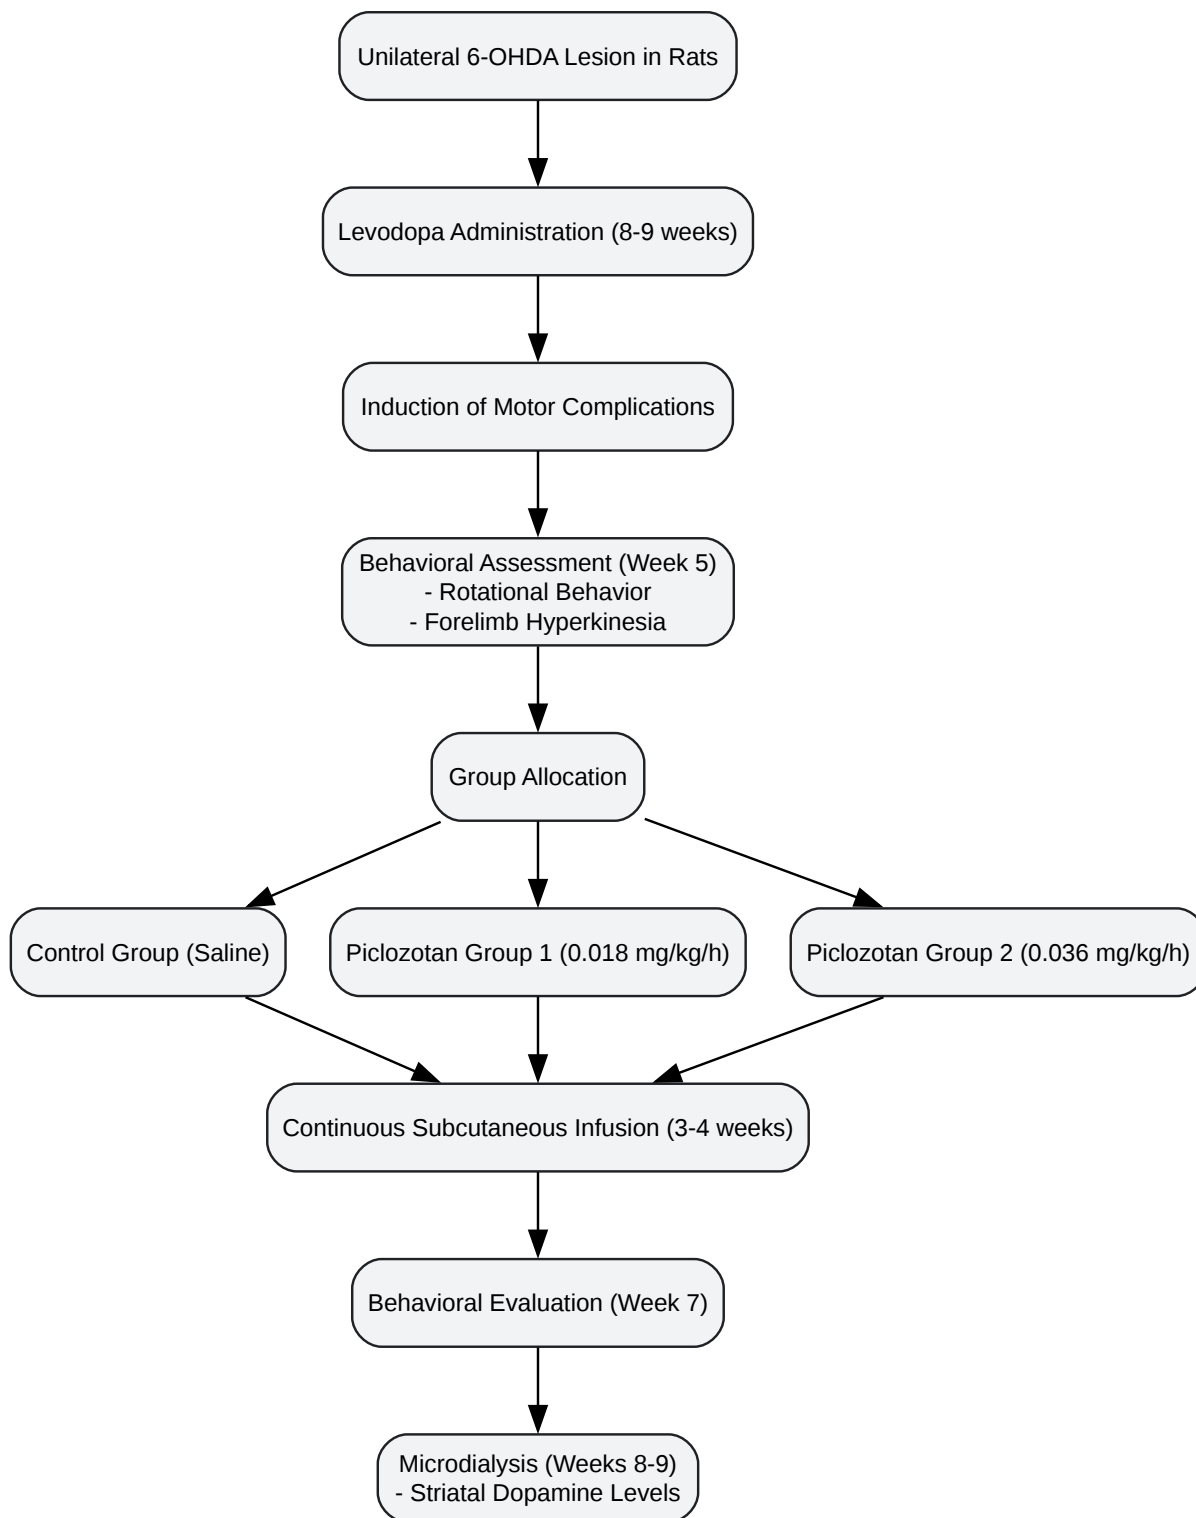 Unilateral 6-OHDA Lesion in Rats
Levodopa Administration (8-9 weeks)
Induction of Motor Complications
Behavioral Assessment (Week 5)
- Rotational Behavior
- Forelimb Hyperkinesia
Group Allocation
Control Group (Saline)
Piclozotan Group 1 (0.018 mg/kg/h)
Piclozotan Group 2 (0.036 mg/kg/h)
Continuous Subcutaneous Infusion (3-4 weeks)
Behavioral Evaluation (Week 7)
Microdialysis (Weeks 8-9)
- Striatal Dopamine Levels